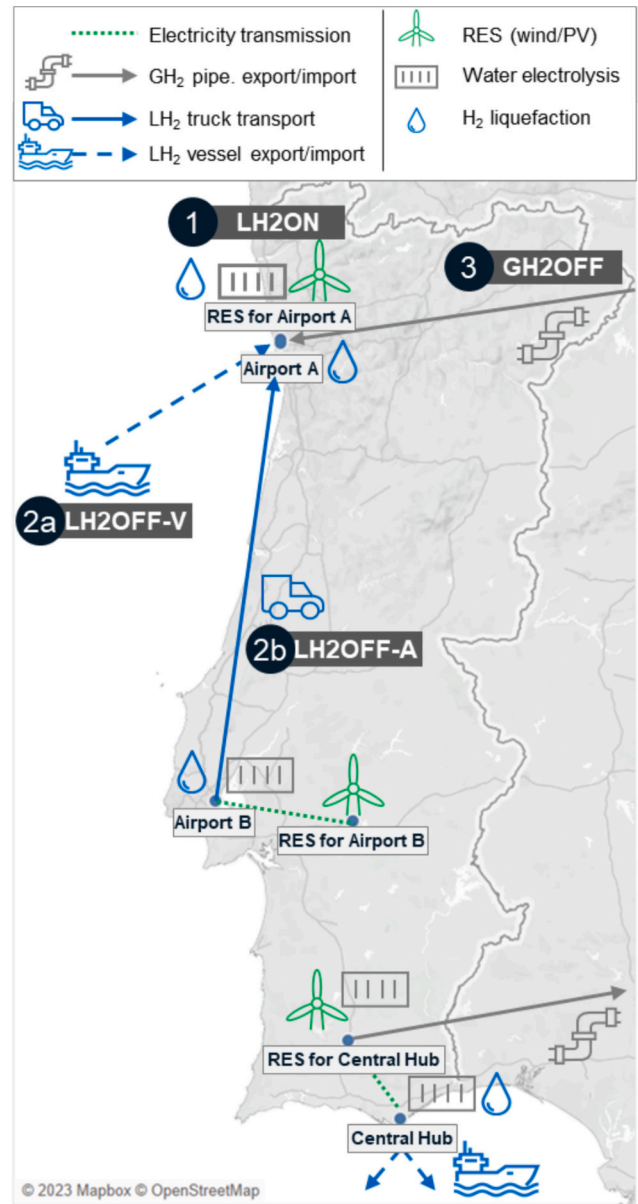 Electricity transmission
GH₂ pipe. export/import
LH₂ truck transport
LH₂ vessel export/import
RES (wind/PV)
Water electrolysis
H₂ liquefaction
1 LH2ON
3 GH2OFF
RES for Airport A
Airport A
2a LH2OFF-V
2b LH2OFF-A
Airport B
RES for Airport B
RES for Central Hub
Central Hub
© 2023 Mapbox © OpenStreetMap